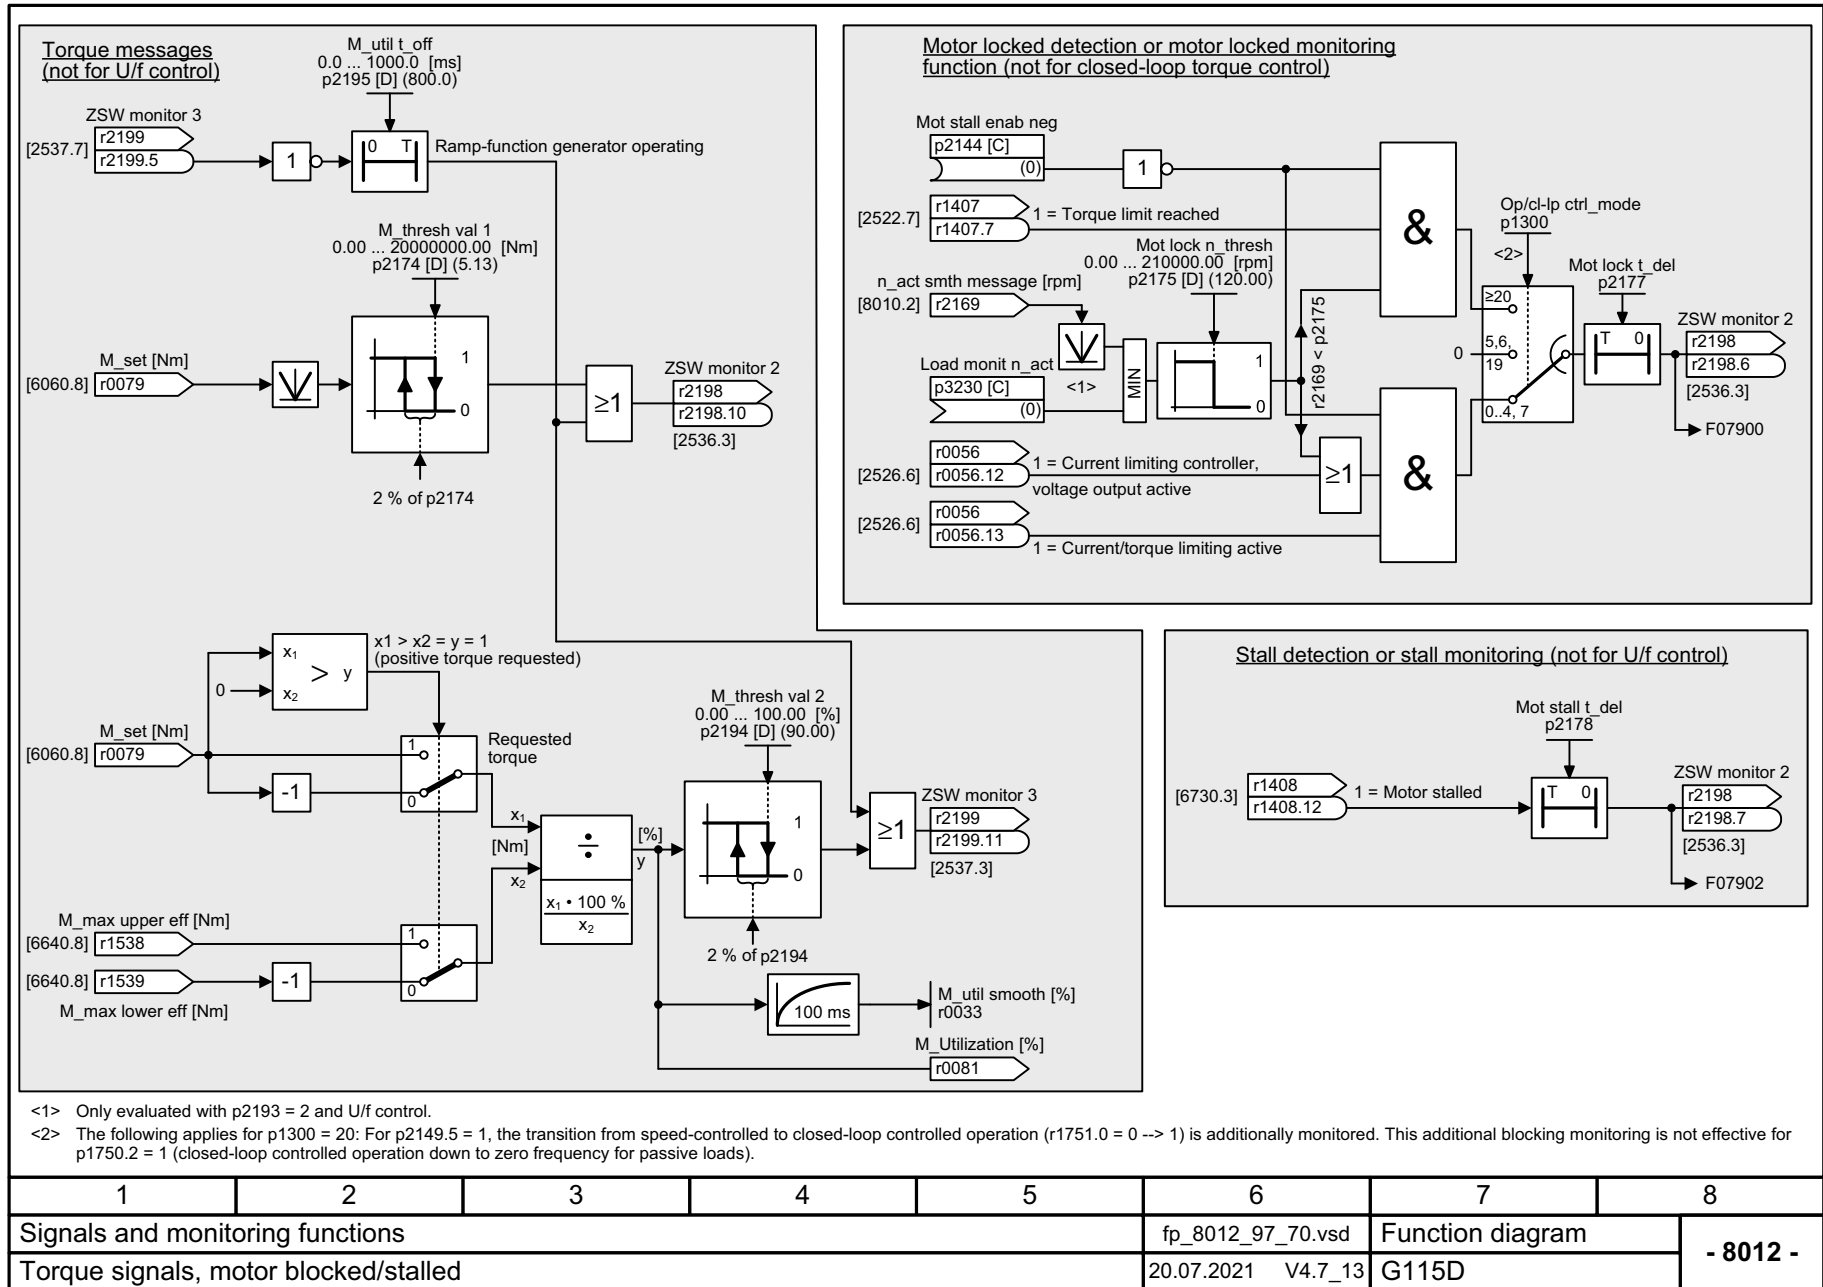 Torque messages
(not for U/f control)
M_util t_off
0.0 ... 1000.0 [ms]
p2195 [D] (800.0)
ZSW monitor 3
[2537.7]
r2199
r2199.5
1
0 T
Ramp-function generator operating
M_thresh val 1
0.00 ... 20000000.00 [Nm]
p2174 [D] (5.13)
M_set [Nm]
[6060.8]
r0079
1
0
2 % of p2174
≥1
ZSW monitor 2
r2198
r2198.10
[2536.3]
x1
x2
> y
0
x1 > x2 = y = 1
(positive torque requested)
M_set [Nm]
[6060.8]
r0079
-1
1
0
Requested
torque
M_max upper eff [Nm]
[6640.8]
r1538
[6640.8]
r1539
M_max lower eff [Nm]
-1
1
0
x1
[Nm]
x2
÷
x1 • 100 %
x2
[%]
y
M_thresh val 2
0.00 ... 100.00 [%]
p2194 [D] (90.00)
1
0
2 % of p2194
≥1
ZSW monitor 3
r2199
r2199.11
[2537.3]
100 ms
M_util smooth [%]
r0033
M_Utilization [%]
r0081
Motor locked detection or motor locked monitoring
function (not for closed-loop torque control)
Mot stall enab neg
p2144 [C]
(0)
1
[2522.7]
r1407
r1407.7
1 = Torque limit reached
Mot lock n_thresh
0.00 ... 210000.00 [rpm]
p2175 [D] (120.00)
n_act smth message [rpm]
[8010.2]
r2169
<1>
Load monit n_act
p3230 [C]
(0)
MIN
1
0
r2169 < p2175
[2526.6]
r0056
r0056.12
1 = Current limiting controller,
voltage output active
≥1
[2526.6]
r0056
r0056.13
1 = Current/torque limiting active
&
&
Op/cl-lp ctrl_mode
p1300
<2>
≥20
0
5,6,
19
0..4, 7
Mot lock t_del
p2177
T 0
ZSW monitor 2
r2198
r2198.6
[2536.3]
F07900
Stall detection or stall monitoring (not for U/f control)
Mot stall t_del
p2178
[6730.3]
r1408
r1408.12
1 = Motor stalled
T 0
ZSW monitor 2
r2198
r2198.7
[2536.3]
F07902
<1> Only evaluated with p2193 = 2 and U/f control.
<2> The following applies for p1300 = 20: For p2149.5 = 1, the transition from speed-controlled to closed-loop controlled operation (r1751.0 = 0 --> 1) is additionally monitored. This additional blocking monitoring is not effective for
p1750.2 = 1 (closed-loop controlled operation down to zero frequency for passive loads).
1 2 3 4 5 6 7 8
Signals and monitoring functions
fp_8012_97_70.vsd
Function diagram
- 8012 -
Torque signals, motor blocked/stalled
20.07.2021 V4.7_13
G115D